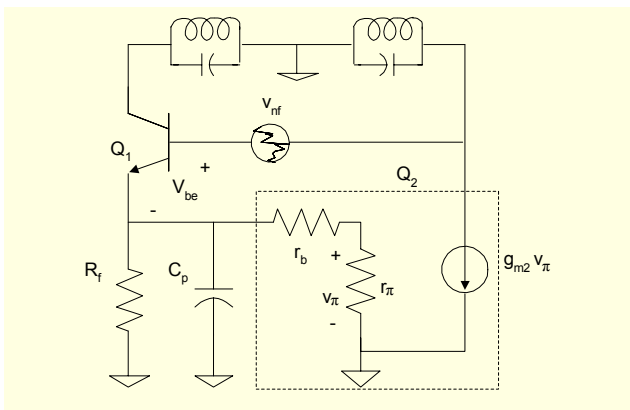 v_nf
Q_1
+
V_be
-
Q_2
R_f
C_p
r_b
+
v_π
-
r_π
g_m2 v_π